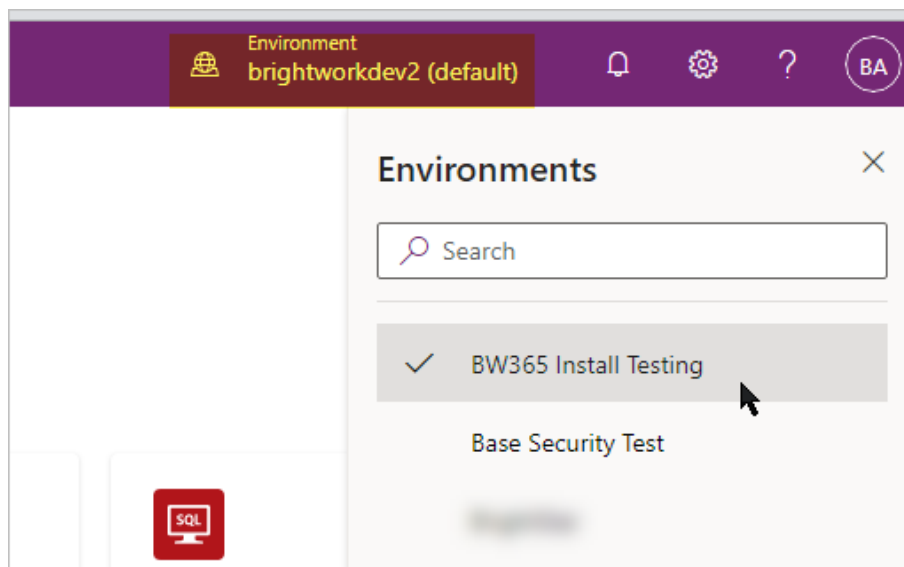 Environment
brightworkdev2 (default)
?
BA
Environments
Search
BW365 Install Testing
Base Security Test
SQL